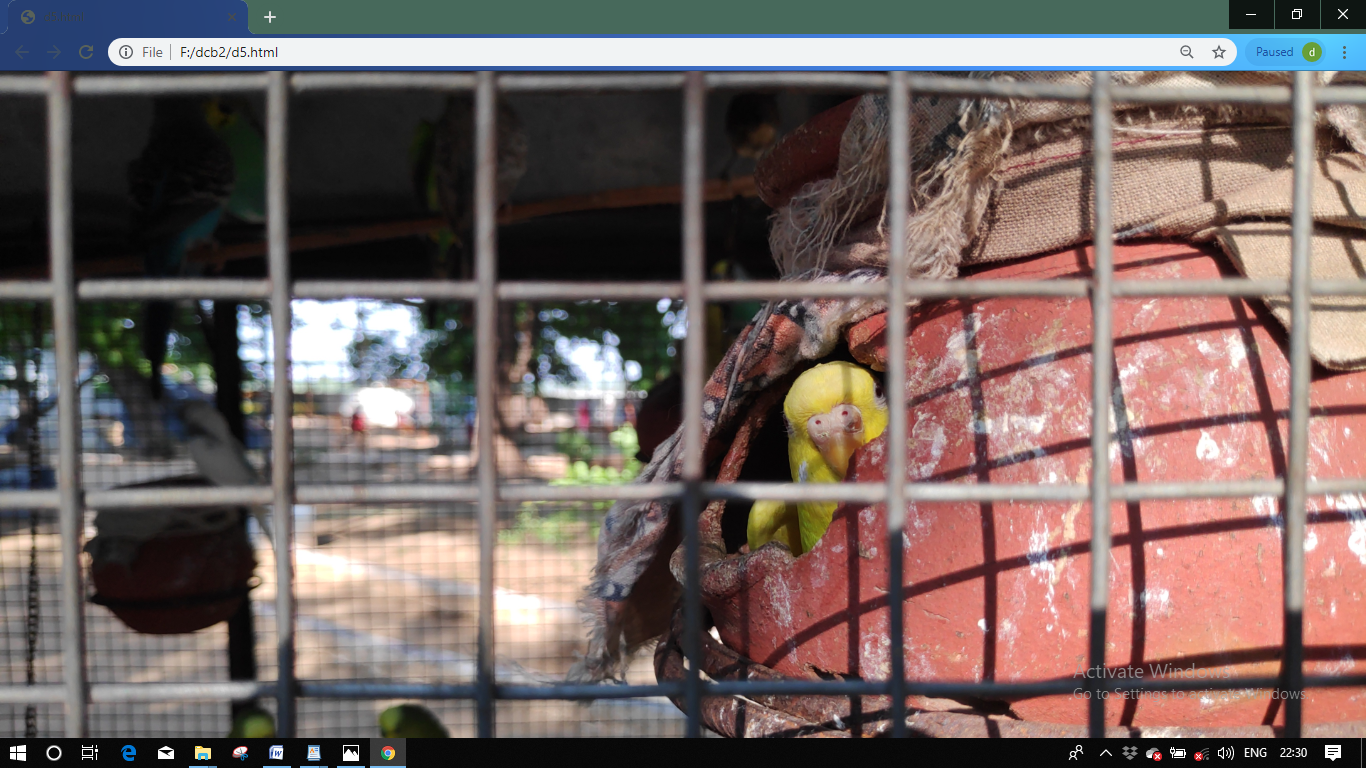 File F:/dcb2/d5.html Paused d
Activate Windows
Go to Settings to activate Windows.
ENG 22:30